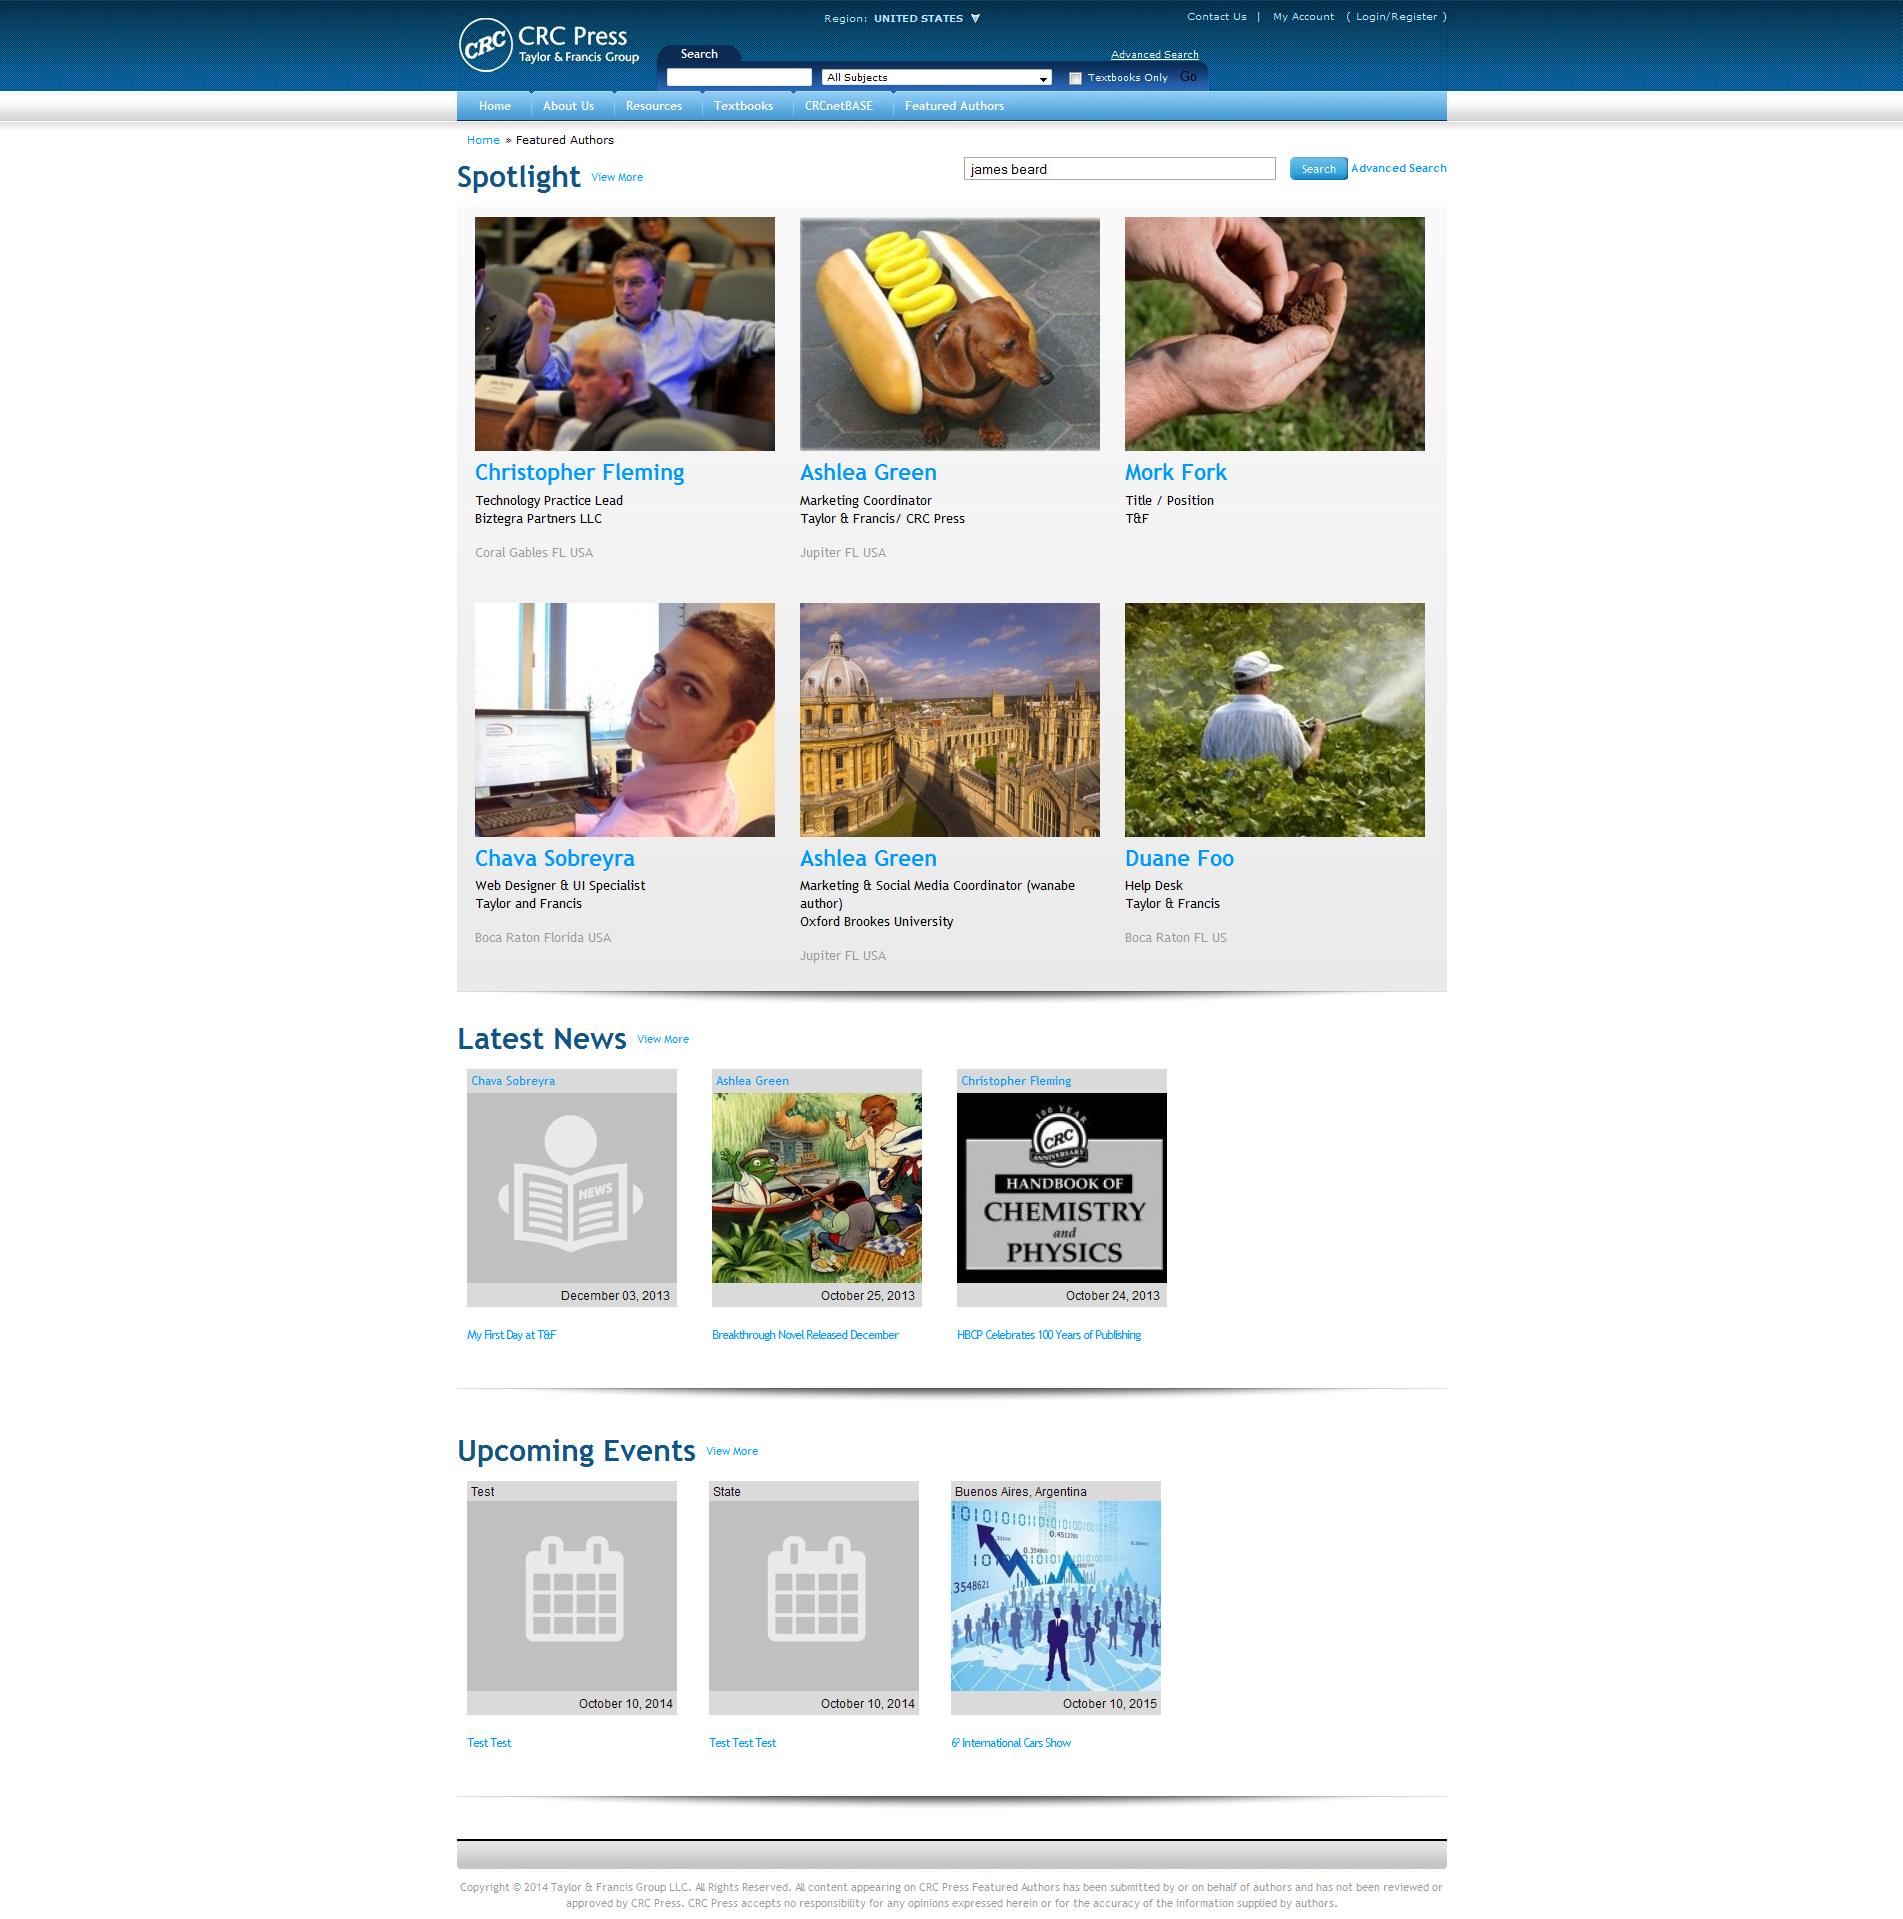 Region: UNITED STATES
Contact Us | My Account ( Login/Register )
CRC CRC Press
Taylor & Francis Group
Search
Advanced Search
All Subjects
Textbooks Only Go
Home About Us Resources Textbooks CRCnetBASE Featured Authors
Home » Featured Authors
Spotlight View More
james beard Search Advanced Search
Christopher Fleming
Technology Practice Lead
Biztegra Partners LLC
Coral Gables FL USA
Ashlea Green
Marketing Coordinator
Taylor & Francis/ CRC Press
Jupiter FL USA
Mork Fork
Title / Position
T&F
Chava Sobreyra
Web Designer & UI Specialist
Taylor and Francis
Boca Raton Florida USA
Ashlea Green
Marketing & Social Media Coordinator (wanabe
author)
Oxford Brookes University
Jupiter FL USA
Duane Foo
Help Desk
Taylor & Francis
Boca Raton FL US
Latest News View More
Chava Sobreyra
NEWS
December 03, 2013
My First Day at T&F
Ashlea Green
October 25, 2013
Breakthrough Novel Released December
Christopher Fleming
100 YEAR
CRC
ANNIVERSARY
HANDBOOK OF
CHEMISTRY
and
PHYSICS
October 24, 2013
HBCP Celebrates 100 Years of Publishing
Upcoming Events View More
Test
October 10, 2014
Test Test
State
October 10, 2014
Test Test Test
Buenos Aires, Argentina
0.4512783
0.3548621
3548621
October 10, 2015
6º International Cars Show
Copyright © 2014 Taylor & Francis Group LLC. All Rights Reserved. All content appearing on CRC Press Featured Authors has been submitted by or on behalf of authors and has not been reviewed or
approved by CRC Press. CRC Press accepts no responsibility for any opinions expressed herein or for the accuracy of the information supplied by authors.